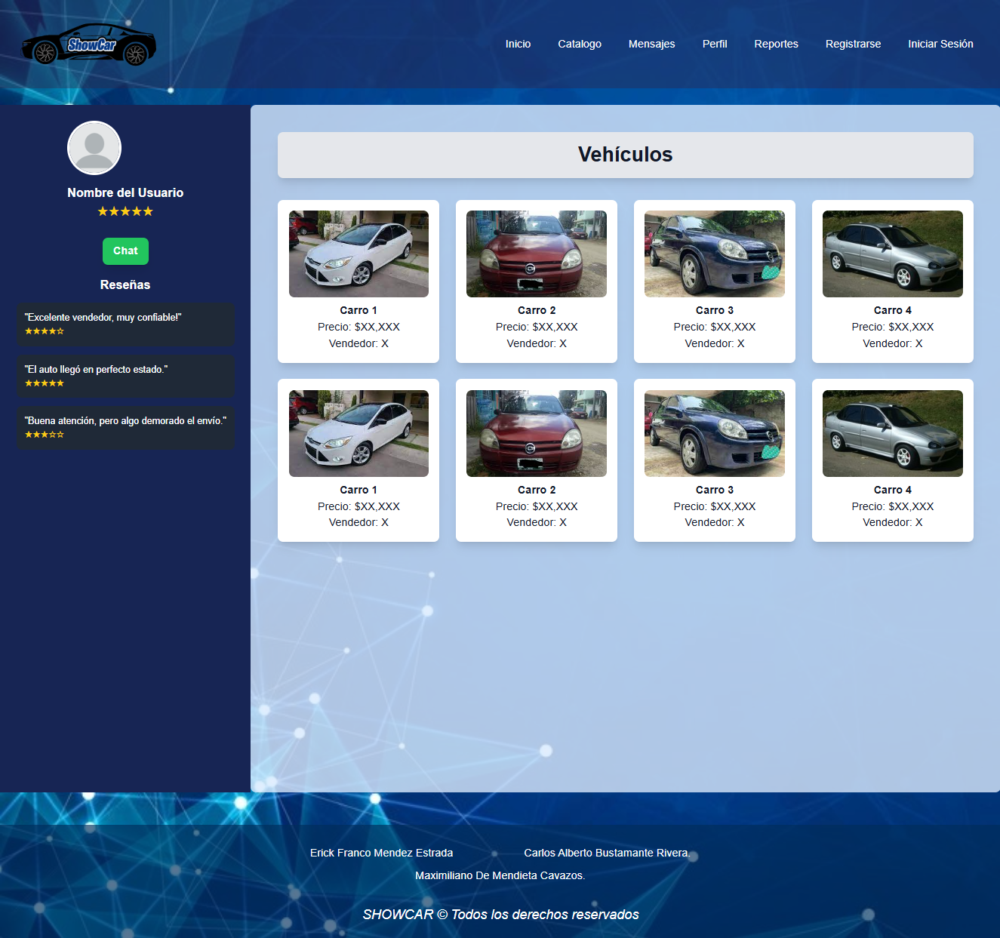 ShowCar
Inicio Catalogo Mensajes Perfil Reportes Registrarse Iniciar Sesión
Nombre del Usuario
★★★★★
Chat
Reseñas
"Excelente vendedor, muy confiable!"
★★★★☆
"El auto llegó en perfecto estado."
★★★★★
"Buena atención, pero algo demorado el envío."
★★★☆☆
Vehículos
Carro 1
Precio: $XX,XXX
Vendedor: X
Carro 2
Precio: $XX,XXX
Vendedor: X
Carro 3
Precio: $XX,XXX
Vendedor: X
Carro 4
Precio: $XX,XXX
Vendedor: X
Carro 1
Precio: $XX,XXX
Vendedor: X
Carro 2
Precio: $XX,XXX
Vendedor: X
Carro 3
Precio: $XX,XXX
Vendedor: X
Carro 4
Precio: $XX,XXX
Vendedor: X
Erick Franco Mendez Estrada Carlos Alberto Bustamante Rivera.
Maximiliano De Mendieta Cavazos.
SHOWCAR © Todos los derechos reservados